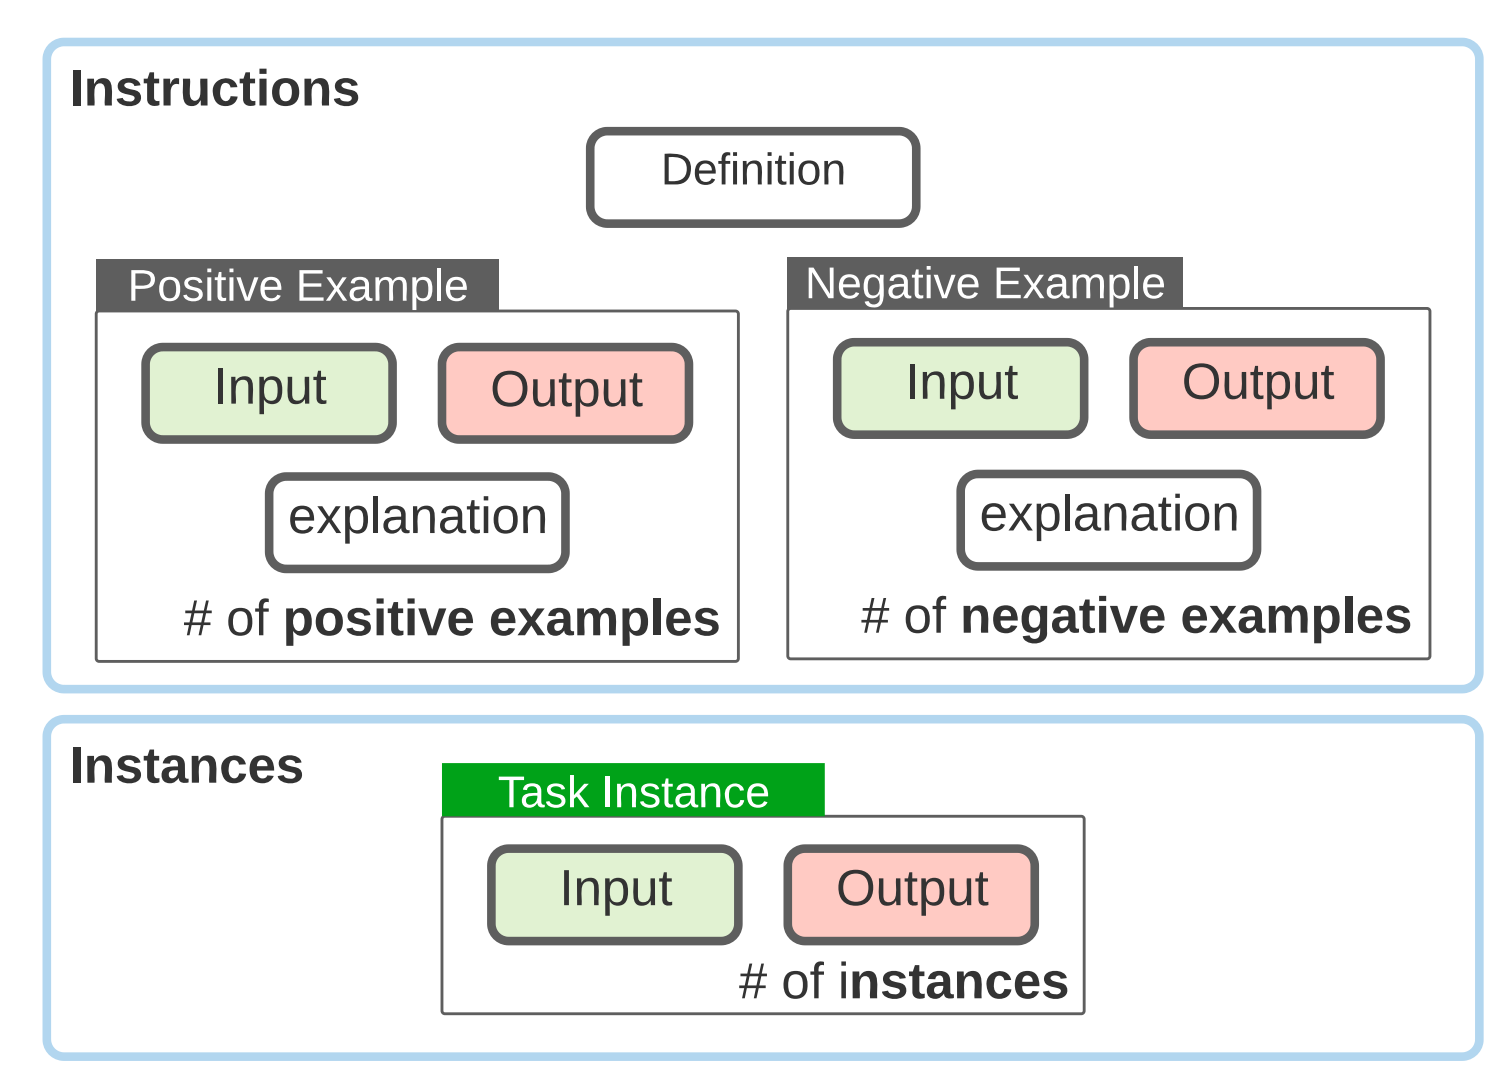 Instructions
Definition
Positive Example
Input
Output
explanation
# of positive examples
Negative Example
Input
Output
explanation
# of negative examples
Instances
Task Instance
Input
Output
# of instances